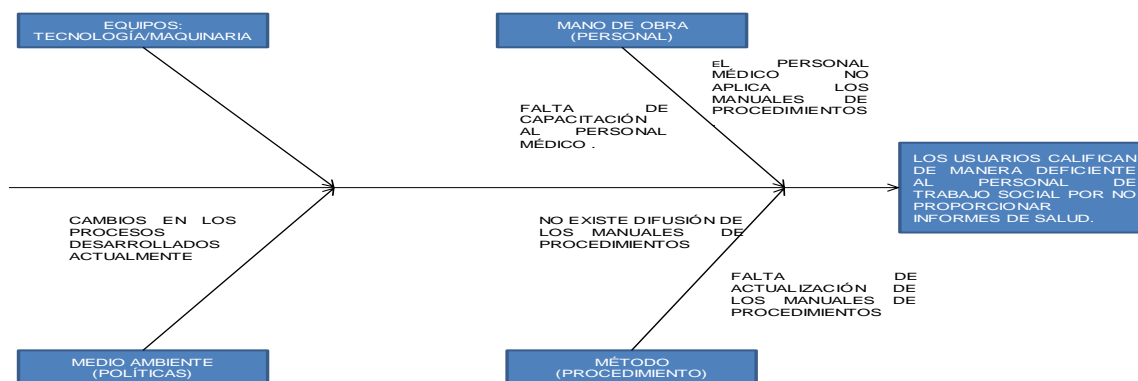 EQUIPOS:
TECNOLOGÍA/MAQUINARIA
MANO DE OBRA
(PERSONAL)
EL PERSONAL
MÉDICO NO
APLICA LOS
MANUALES DE
PROCEDIMIENTOS
.
FALTA DE
CAPACITACIÓN
AL PERSONAL
MÉDICO .
LOS USUARIOS CALIFICAN
DE MANERA DEFICIENTE
AL PERSONAL DE
TRABAJO SOCIAL POR NO
PROPORCIONAR
INFORMES DE SALUD.
CAMBIOS EN LOS
PROCESOS
DESARROLLADOS
ACTUALMENTE
NO EXISTE DIFUSIÓN DE
LOS MANUALES DE
PROCEDIMIENTOS
FALTA DE
ACTUALIZACIÓN DE
LOS MANUALES DE
PROCEDIMIENTOS
MEDIO AMBIENTE
(POLÍTICAS)
MÉTODO
(PROCEDIMIENTO)